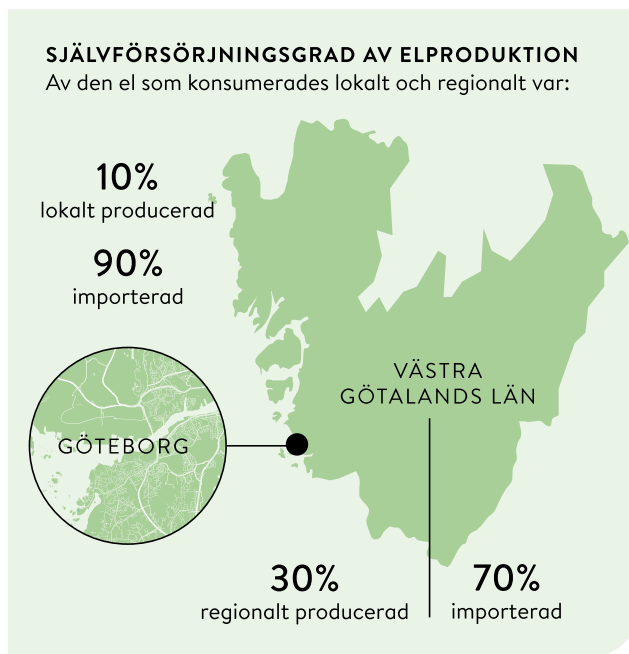 SJÄLVFÖRSÖRJNINGSGRAD AV ELPRODUKTION
Av den el som konsumerades lokalt och regionalt var:
10%
lokalt producerad
90%
importerad
VÄSTRA
GÖTALANDS LÄN
GÖTEBORG
30%
regionalt producerad
70%
importerad